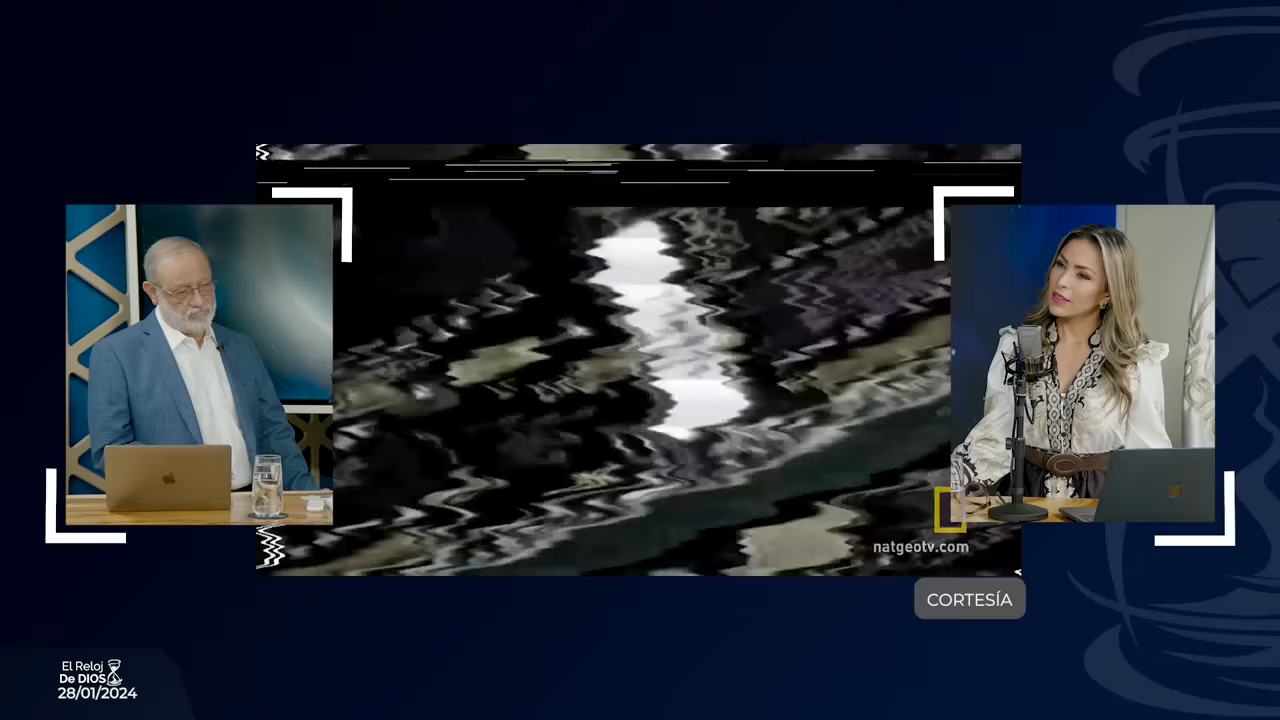 natgeotv.com
CORTESÍA
El Reloj
De DIOS
28/01/2024